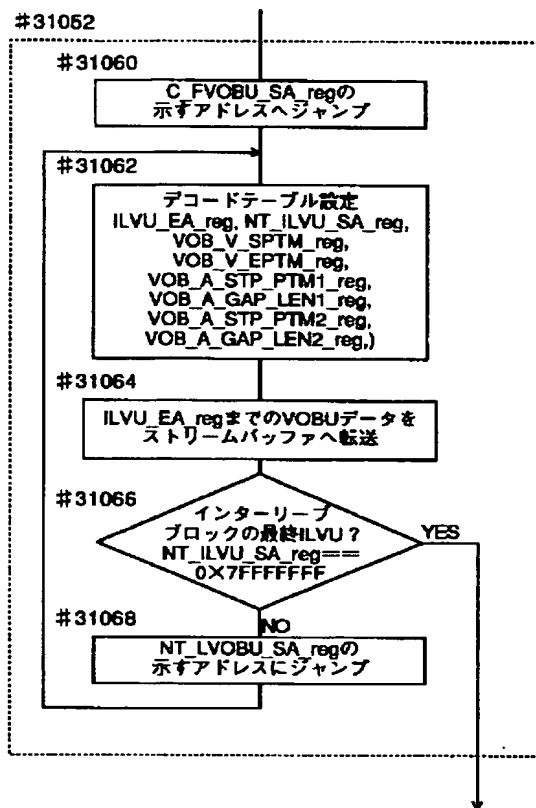 #31052
#31060
C_FVOBU_SA_regの
示すアドレスへジャンプ
#31062
デコードテーブル設定
ILVU_EA_reg, NT_ILVU_SA_reg,
VOB_V_SPTM_reg,
VOB_V_EPTM_reg,
VOB_A_STP_PTM1_reg,
VOB_A_GAP_LEN1_reg,
VOB_A_STP_PTM2_reg,
VOB_A_GAP_LEN2_reg,)
#31064
ILVU_EA_regまでのVOBUデータを
ストリームバッファへ転送
#31066
インターリーブ
ブロックの最終ILVU?
NT_ILVU_SA_reg==
0×7FFFFFFF
YES
NO
#31068
NT_LVOBU_SA_regの
示すアドレスにジャンプ